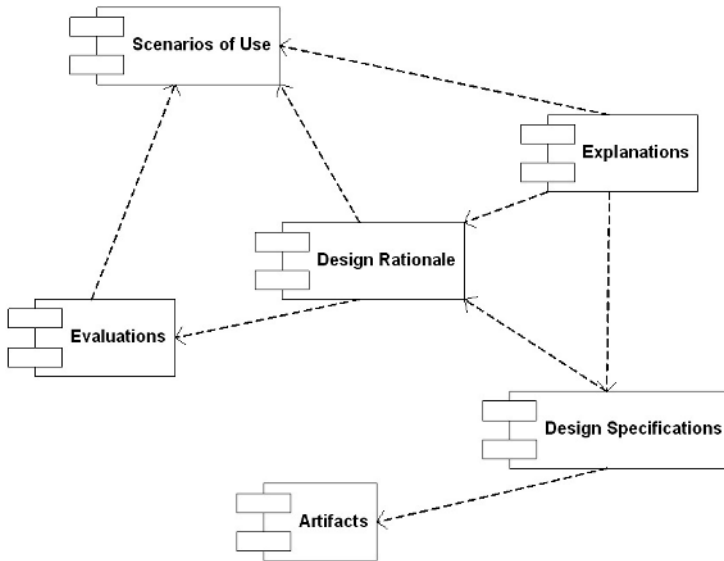 Scenarios of Use
Explanations
Design Rationale
Evaluations
Design Specifications
Artifacts